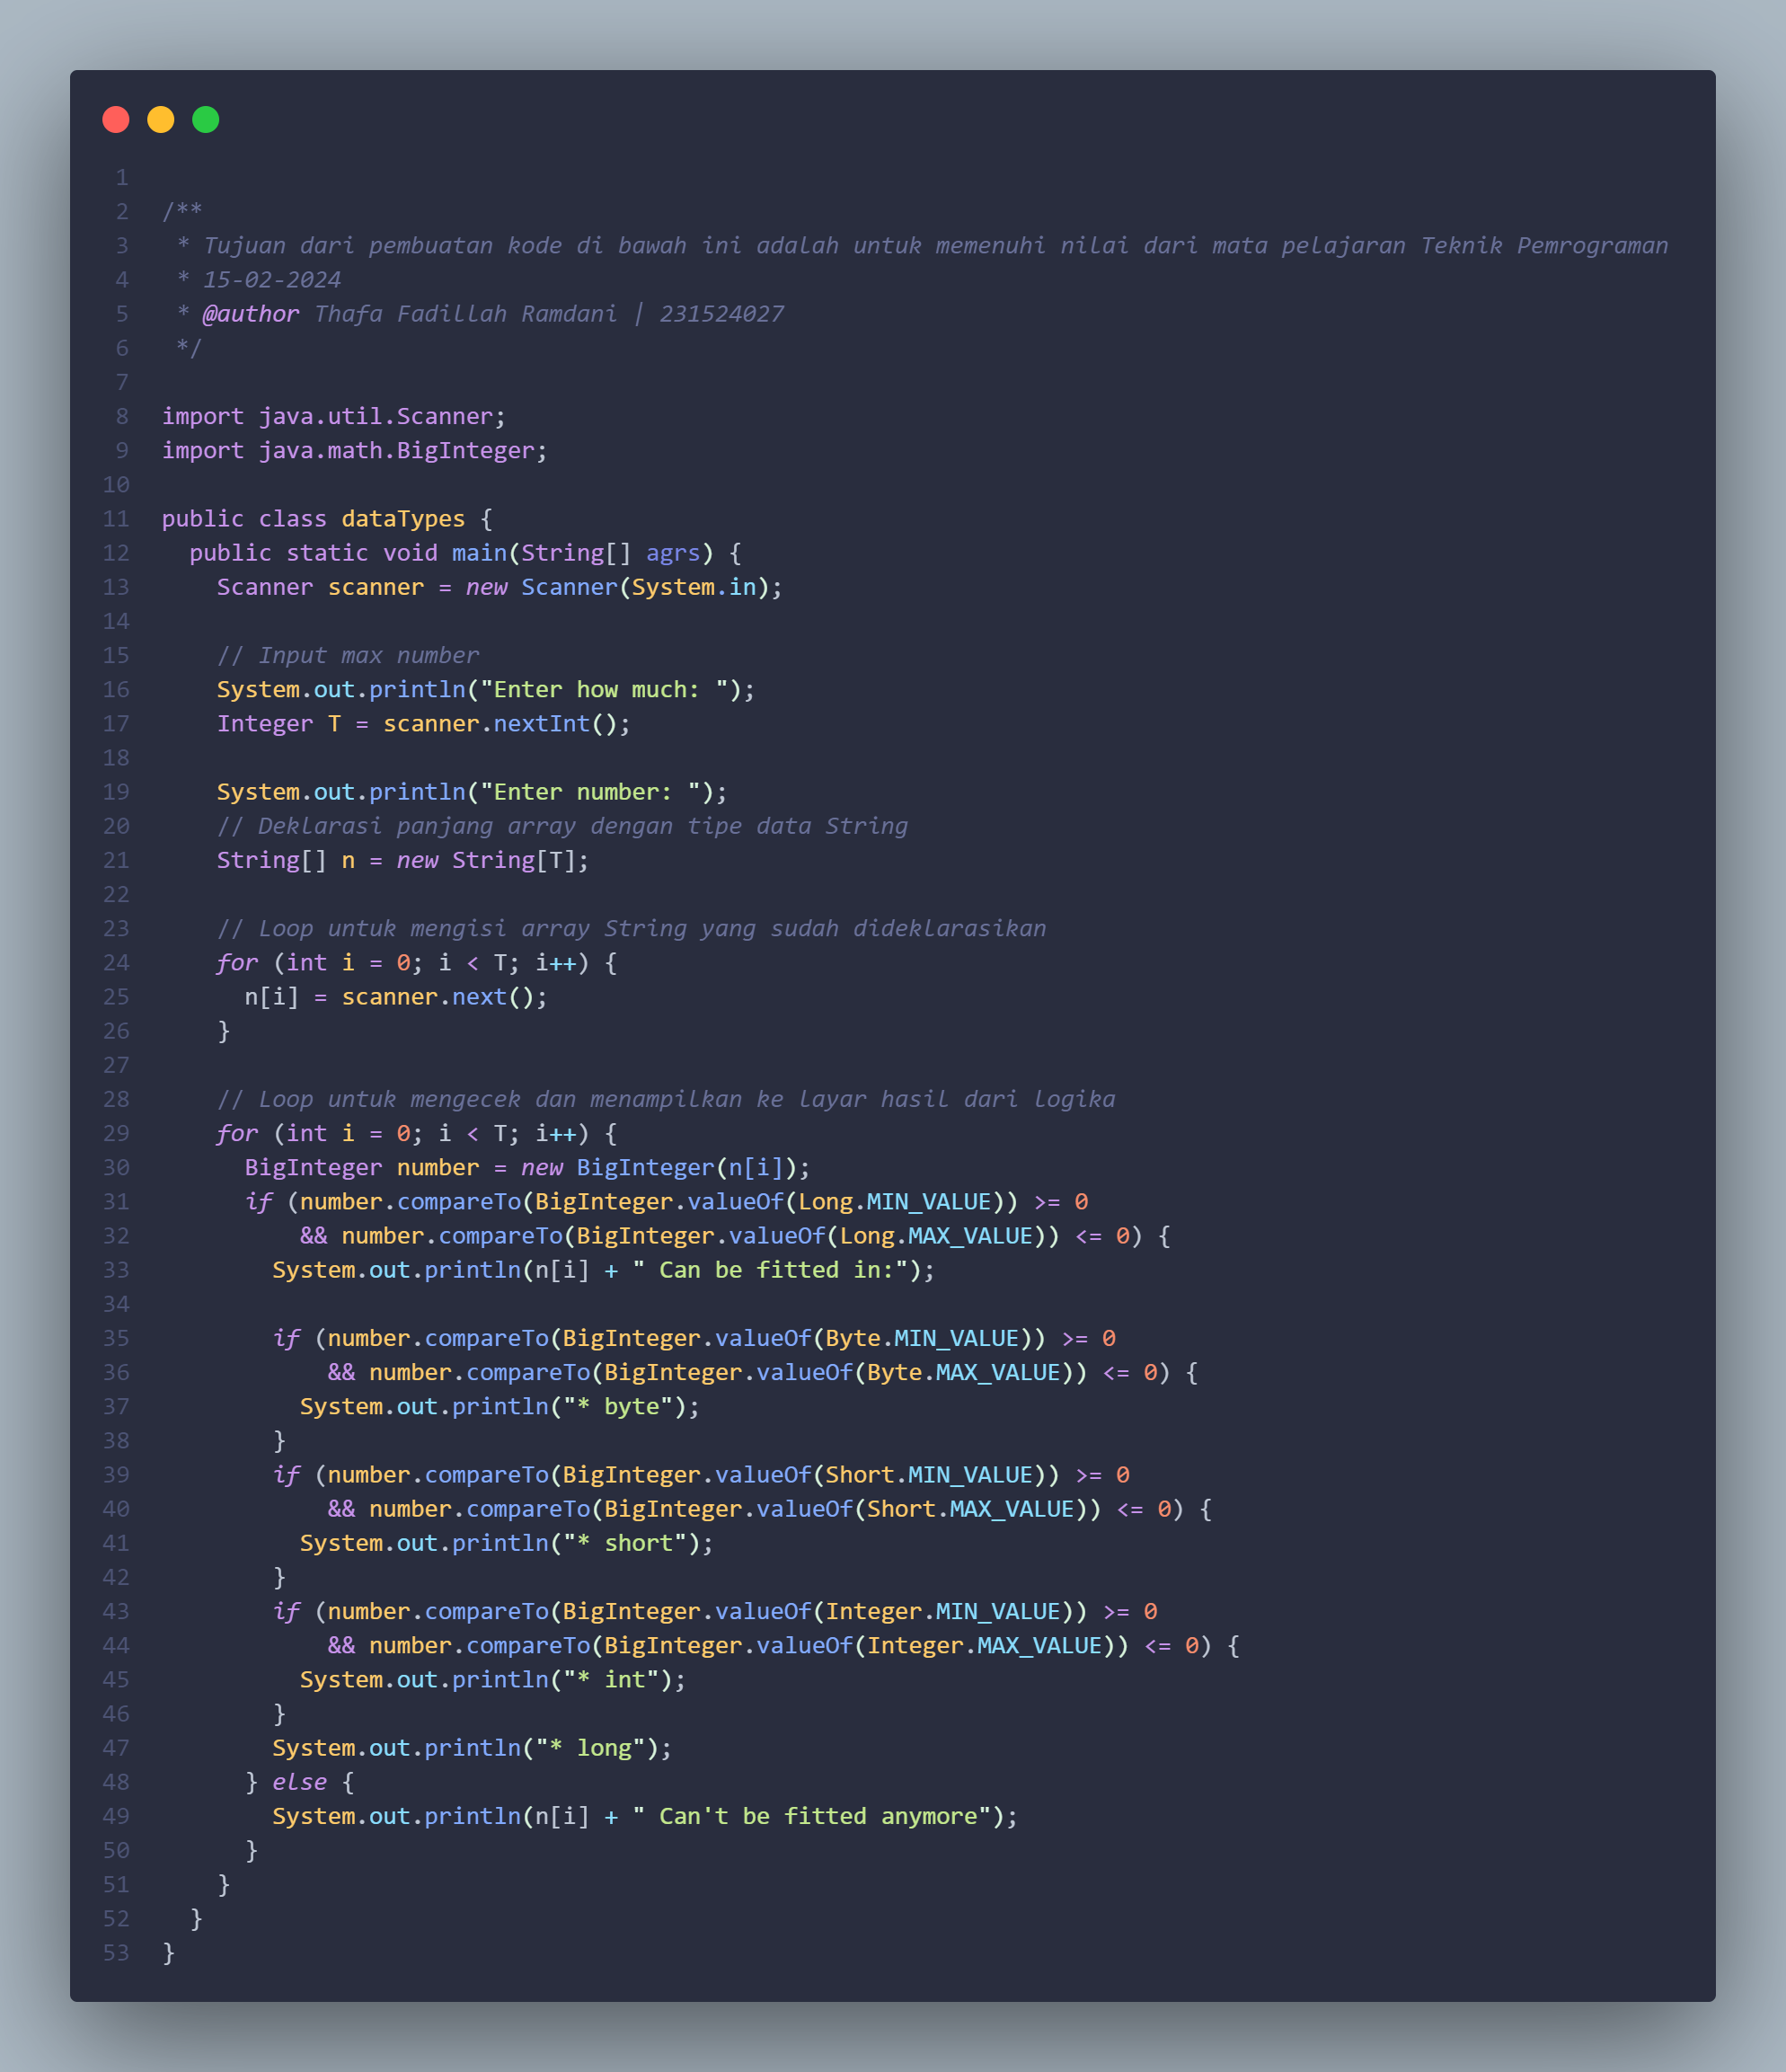 1
2 /**
3  * Tujuan dari pembuatan kode di bawah ini adalah untuk memenuhi nilai dari mata pelajaran Teknik Pemrograman
4  * 15-02-2024
5  * @author Thafa Fadillah Ramdani | 231524027
6  */
7
8 import java.util.Scanner;
9 import java.math.BigInteger;
10
11 public class dataTypes {
12   public static void main(String[] agrs) {
13     Scanner scanner = new Scanner(System.in);
14
15     // Input max number
16     System.out.println("Enter how much: ");
17     Integer T = scanner.nextInt();
18
19     System.out.println("Enter number: ");
20     // Deklarasi panjang array dengan tipe data String
21     String[] n = new String[T];
22
23     // Loop untuk mengisi array String yang sudah dideklarasikan
24     for (int i = 0; i < T; i++) {
25       n[i] = scanner.next();
26     }
27
28     // Loop untuk mengecek dan menampilkan ke layar hasil dari logika
29     for (int i = 0; i < T; i++) {
30       BigInteger number = new BigInteger(n[i]);
31       if (number.compareTo(BigInteger.valueOf(Long.MIN_VALUE)) >= 0
32           && number.compareTo(BigInteger.valueOf(Long.MAX_VALUE)) <= 0) {
33         System.out.println(n[i] + " Can be fitted in:");
34
35         if (number.compareTo(BigInteger.valueOf(Byte.MIN_VALUE)) >= 0
36             && number.compareTo(BigInteger.valueOf(Byte.MAX_VALUE)) <= 0) {
37           System.out.println("* byte");
38         }
39         if (number.compareTo(BigInteger.valueOf(Short.MIN_VALUE)) >= 0
40             && number.compareTo(BigInteger.valueOf(Short.MAX_VALUE)) <= 0) {
41           System.out.println("* short");
42         }
43         if (number.compareTo(BigInteger.valueOf(Integer.MIN_VALUE)) >= 0
44             && number.compareTo(BigInteger.valueOf(Integer.MAX_VALUE)) <= 0) {
45           System.out.println("* int");
46         }
47         System.out.println("* long");
48       } else {
49         System.out.println(n[i] + " Can't be fitted anymore");
50       }
51     }
52   }
53 }